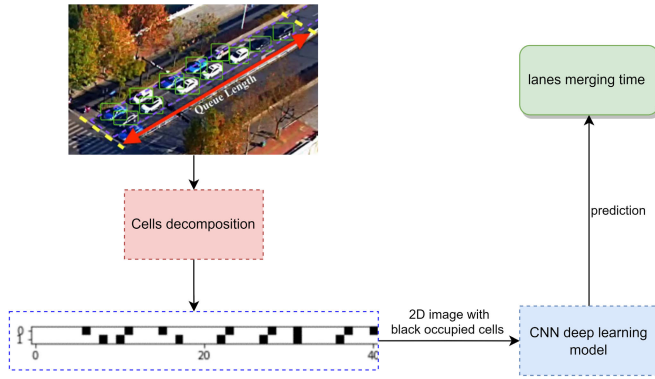 Queue Length
lanes merging time
Cells decomposition
prediction
2D image with
black occupied cells
CNN deep learning
model
0
1
0
20
40